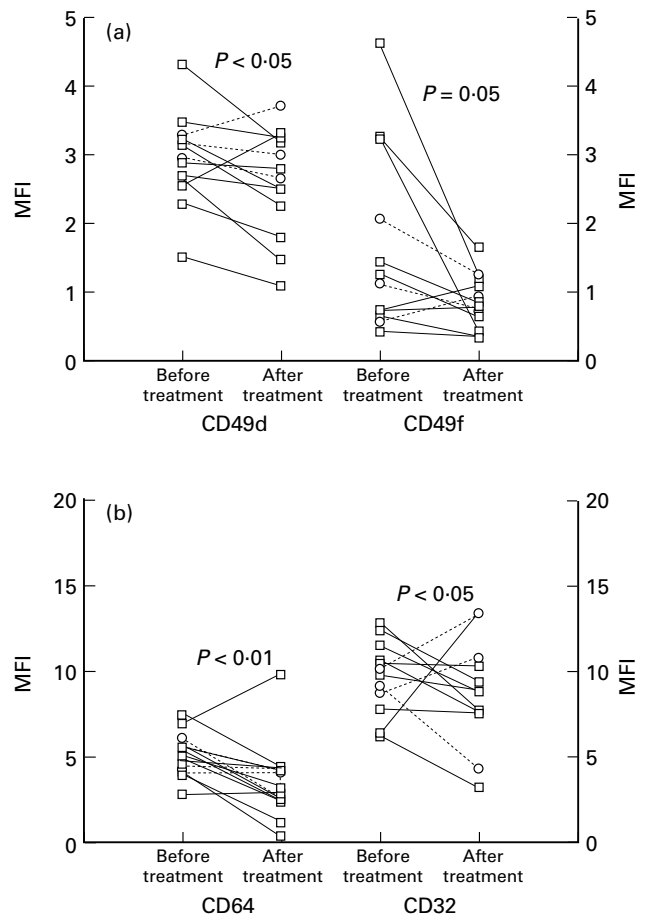 (a)
P < 0·05
P = 0·05
5
4
3
2
1
0
MFI
5
4
3
2
1
0
MFI
Before treatment
After treatment
Before treatment
After treatment
CD49d
CD49f
(b)
P < 0·01
P < 0·05
20
15
10
5
0
MFI
20
15
10
5
0
MFI
Before treatment
After treatment
Before treatment
After treatment
CD64
CD32